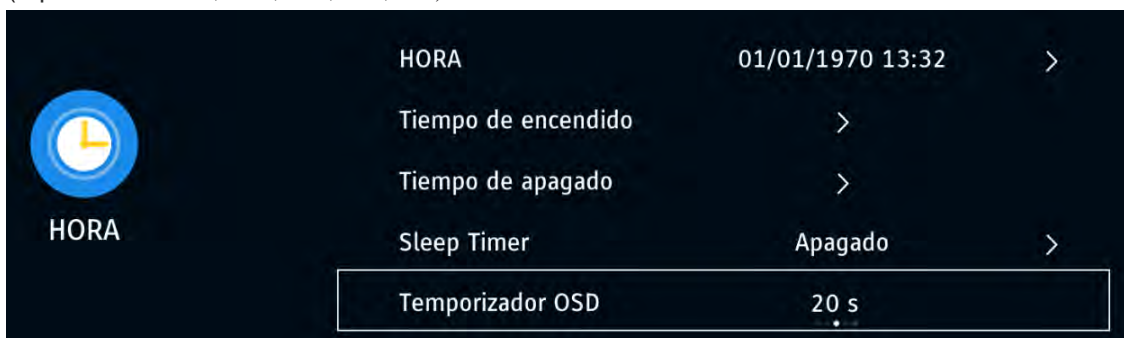 HORA 01/01/1970 13:32 >
Tiempo de encendido >
Tiempo de apagado >
HORA
Sleep Timer Apagado >
Temporizador OSD 20 s